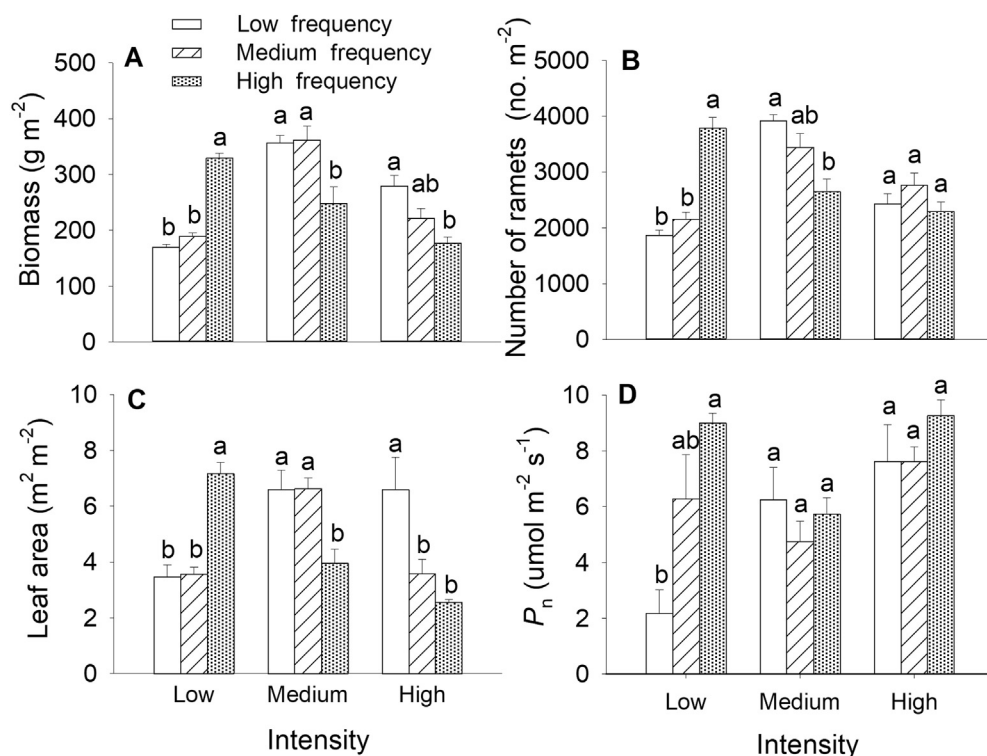 Low frequency
Medium frequency
High frequency
A
Biomass (g m⁻²)
500
400
300
200
100
0
b b a
a a b
a ab b
B
Number of ramets (no. m⁻²)
5000
4000
3000
2000
1000
0
b b a
a ab b
a a a
C
Leaf area (m² m⁻²)
10
8
6
4
2
0
b b a
a a b
a b b
Low Medium High
Intensity
D
Pn (umol m⁻² s⁻¹)
10
8
6
4
2
0
b ab a
a a a
a a a
Low Medium High
Intensity